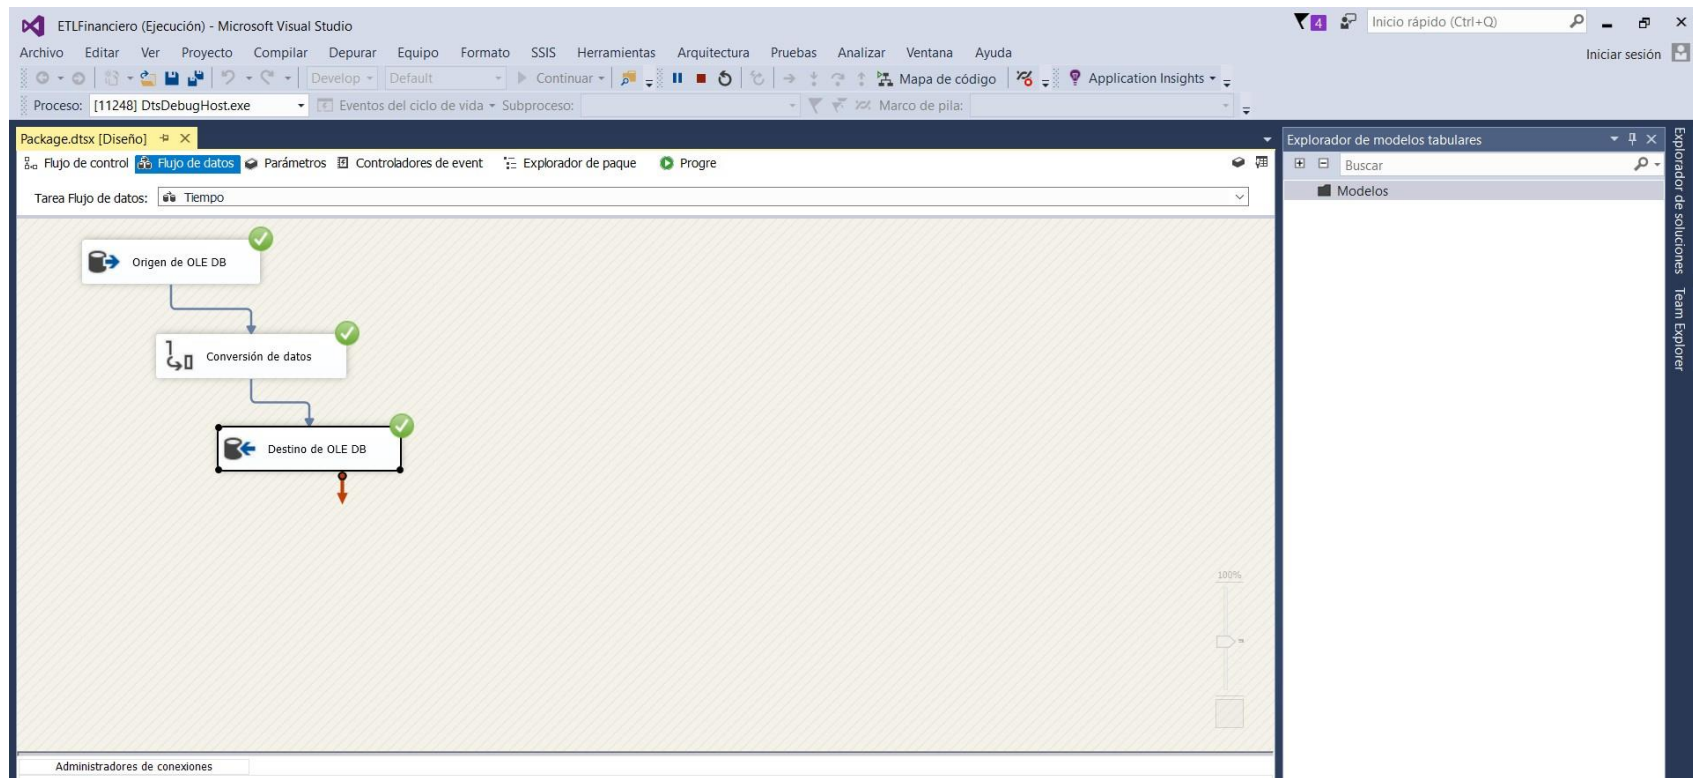 ETLFinanciero (Ejecución) - Microsoft Visual Studio
4
Inicio rápido (Ctrl+Q)
Archivo Editar Ver Proyecto Compilar Depurar Equipo Formato SSIS Herramientas Arquitectura Pruebas Analizar Ventana Ayuda
Iniciar sesión
Develop Default Continuar Mapa de código Application Insights
Proceso: [11248] DtsDebugHost.exe Eventos del ciclo de vida Subproceso: Marco de pila:
Package.dtsx [Diseño]
Flujo de control Flujo de datos Parámetros Controladores de event Explorador de paque Progre
Tarea Flujo de datos: Tiempo
Origen de OLE DB
Conversión de datos
Destino de OLE DB
100%
Administradores de conexiones
Explorador de modelos tabulares
Buscar
Modelos
Explorador de soluciones
Team Explorer